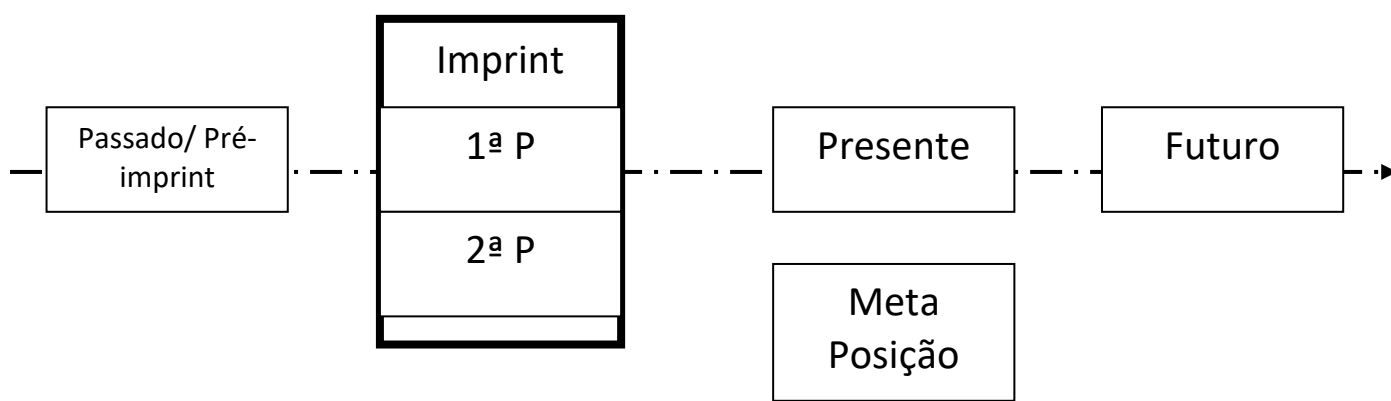 Passado/ Pré-
imprint
Imprint
1ª P
2ª P
Presente
Futuro
Meta
Posição